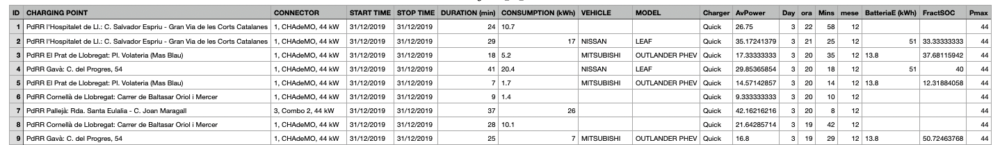 ID CHARGING POINT CONNECTOR START TIME STOP TIME DURATION (min) CONSUMPTION (kWh) VEHICLE MODEL Charger AvPower Day ora Mins mese BatteriaE (kWh) FractSOC Pmax
1 PdRR l'Hospitalet de Ll.: C. Salvador Espriu - Gran Via de les Corts Catalanes 1, CHAdeMO, 44 kW 31/12/2019 31/12/2019 24 10.7 Quick 26.75 3 22 58 12 44
2 PdRR l'Hospitalet de Ll.: C. Salvador Espriu - Gran Via de les Corts Catalanes 1, CHAdeMO, 44 kW 31/12/2019 31/12/2019 29 17 NISSAN LEAF Quick 35.17241379 3 21 25 12 51 33.33333333 44
3 PdRR El Prat de Llobregat: Pl. Volateria (Mas Blau) 1, CHAdeMO, 44 kW 31/12/2019 31/12/2019 18 5.2 MITSUBISHI OUTLANDER PHEV Quick 17.33333333 3 20 35 12 13.8 37.68115942 44
4 PdRR Gavà: C. del Progres, 54 1, CHAdeMO, 44 kW 31/12/2019 31/12/2019 41 20.4 NISSAN LEAF Quick 29.85365854 3 20 18 12 51 40 44
5 PdRR El Prat de Llobregat: Pl. Volateria (Mas Blau) 1, CHAdeMO, 44 kW 31/12/2019 31/12/2019 7 1.7 MITSUBISHI OUTLANDER PHEV Quick 14.57142857 3 20 14 12 13.8 12.31884058 44
6 PdRR Cornellà de Llobregat: Carrer de Baltasar Oriol i Mercer 1, CHAdeMO, 44 kW 31/12/2019 31/12/2019 9 1.4 Quick 9.333333333 3 20 10 12 44
7 PdRR Pallejà: Rda. Santa Eulalia - C. Joan Maragall 3, Combo 2, 44 kW 31/12/2019 31/12/2019 37 26 Quick 42.16216216 3 20 8 12 44
8 PdRR Cornellà de Llobregat: Carrer de Baltasar Oriol i Mercer 1, CHAdeMO, 44 kW 31/12/2019 31/12/2019 28 10.1 Quick 21.64285714 3 19 42 12 44
9 PdRR Gavà: C. del Progres, 54 1, CHAdeMO, 44 kW 31/12/2019 31/12/2019 25 7 MITSUBISHI OUTLANDER PHEV Quick 16.8 3 19 29 12 13.8 50.72463768 44